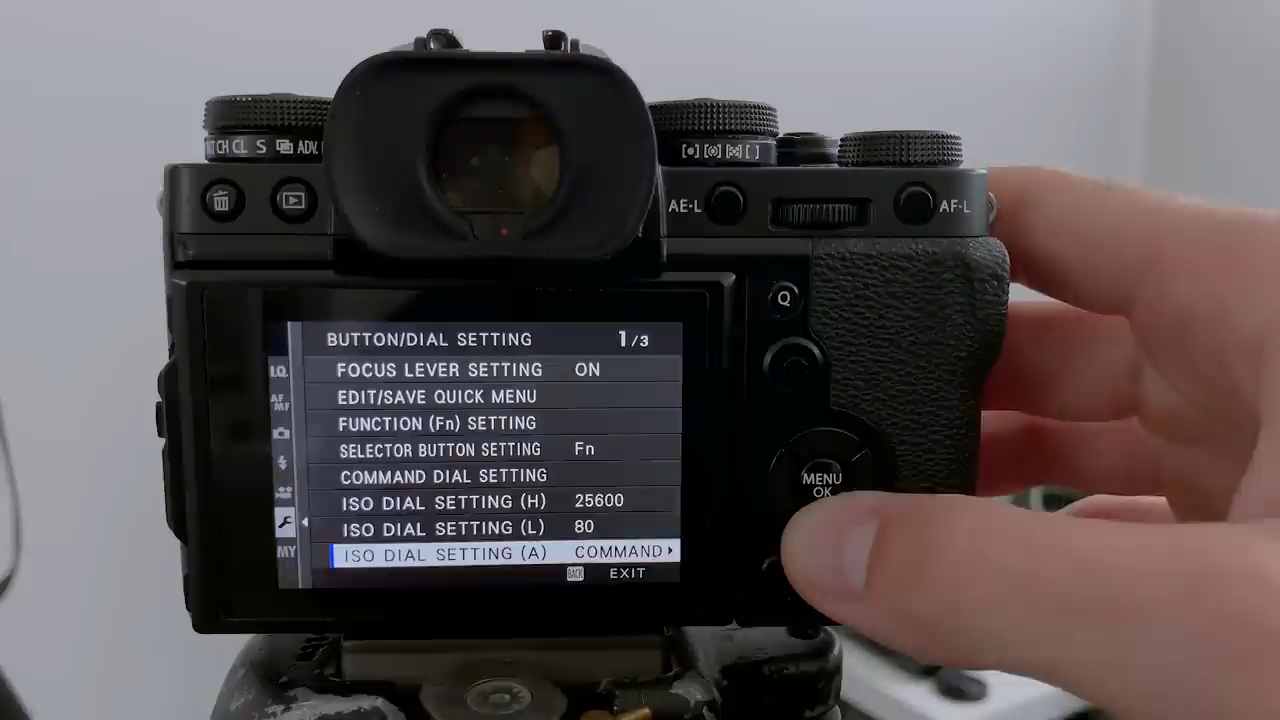 CH CL S ADV.
AE-L
AF-L
Q
BUTTON/DIAL SETTING 1/3
I.Q. FOCUS LEVER SETTING ON
AF MF EDIT/SAVE QUICK MENU
FUNCTION (Fn) SETTING
SELECTOR BUTTON SETTING Fn
COMMAND DIAL SETTING
ISO DIAL SETTING (H) 25600
ISO DIAL SETTING (L) 80
MY ISO DIAL SETTING (A) COMMAND
BACK EXIT
MENU
OK